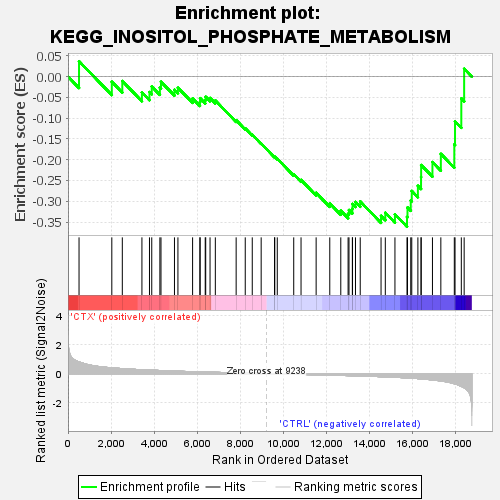 Enrichment plot:
KEGG_INOSITOL_PHOSPHATE_METABOLISM
Enrichment score (ES)
0.05
0.00
-0.05
-0.10
-0.15
-0.20
-0.25
-0.30
-0.35
'CTX' (positively correlated)
Ranked list metric (Signal2Noise)
4
2
0
-2
Zero cross at 9238
'CTRL' (negatively correlated)
0 2,000 4,000 6,000 8,000 10,000 12,000 14,000 16,000 18,000
Rank in Ordered Dataset
Enrichment profile Hits Ranking metric scores